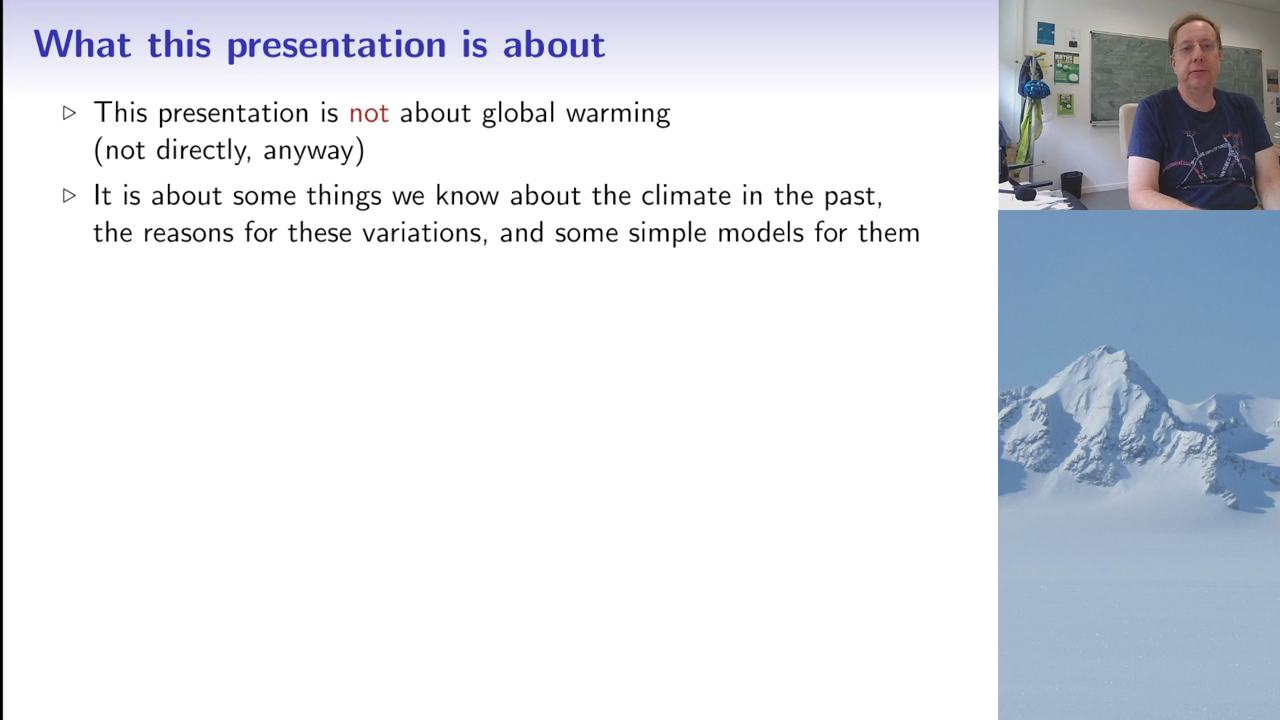 What this presentation is about
▷ This presentation is not about global warming
(not directly, anyway)
▷ It is about some things we know about the climate in the past,
the reasons for these variations, and some simple models for them